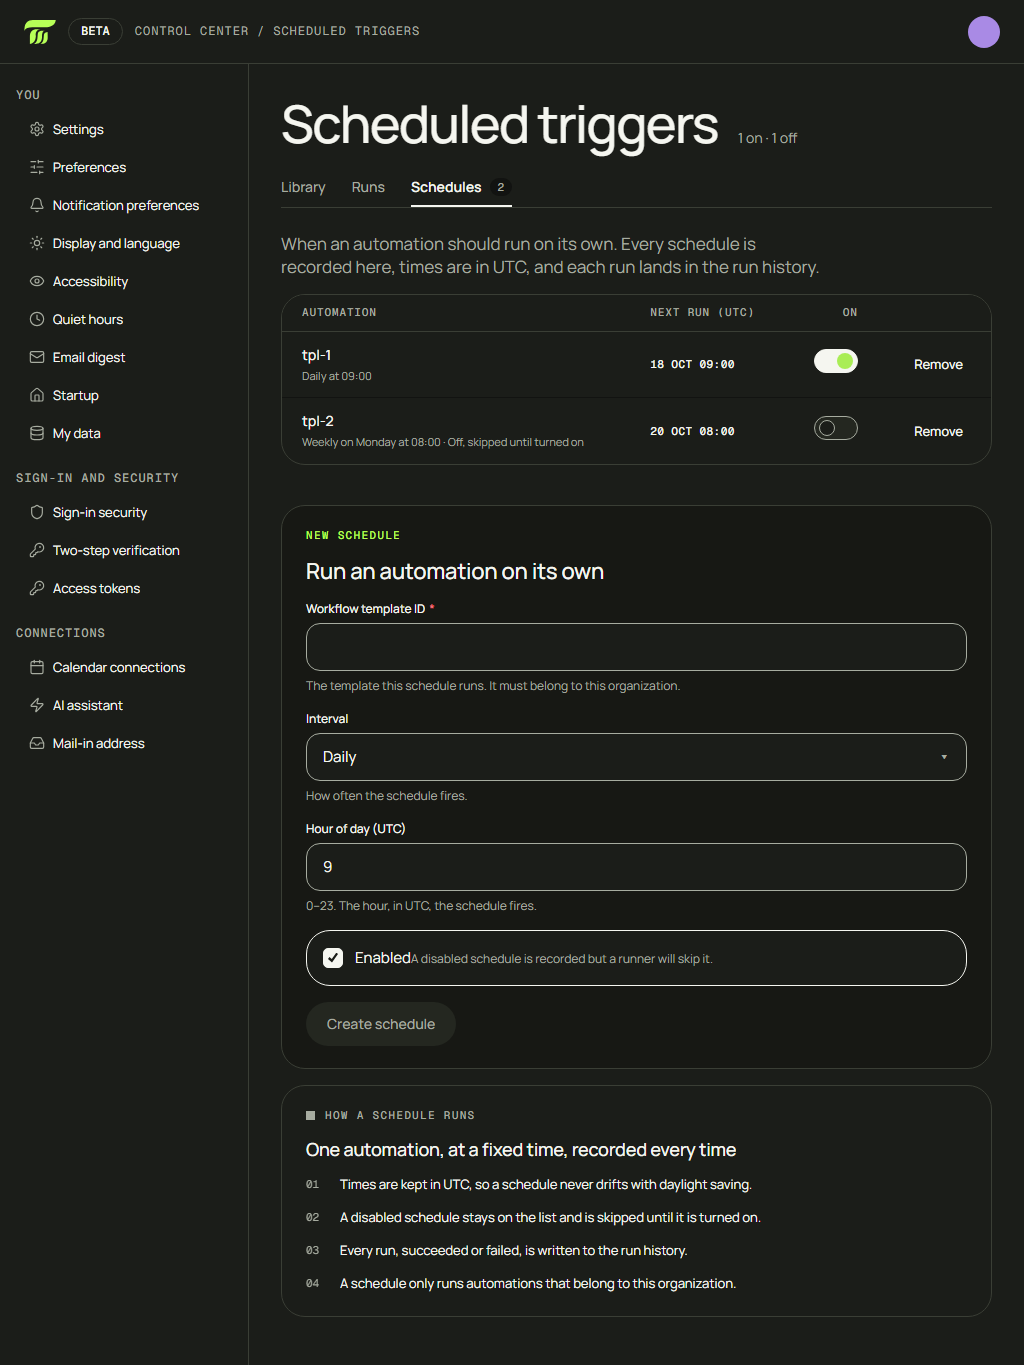 BETA CONTROL CENTER / SCHEDULED TRIGGERS
YOU
Settings
Preferences
Notification preferences
Display and language
Accessibility
Quiet hours
Email digest
Startup
My data
SIGN-IN AND SECURITY
Sign-in security
Two-step verification
Access tokens
CONNECTIONS
Calendar connections
AI assistant
Mail-in address
Scheduled triggers 1 on · 1 off
Library Runs Schedules 2
When an automation should run on its own. Every schedule is
recorded here, times are in UTC, and each run lands in the run history.
AUTOMATION NEXT RUN (UTC) ON
tpl-1
Daily at 09:00
18 OCT 09:00
Remove
tpl-2
Weekly on Monday at 08:00 · Off, skipped until turned on
20 OCT 08:00
Remove
NEW SCHEDULE
Run an automation on its own
Workflow template ID *
The template this schedule runs. It must belong to this organization.
Interval
Daily
How often the schedule fires.
Hour of day (UTC)
9
0–23. The hour, in UTC, the schedule fires.
EnabledA disabled schedule is recorded but a runner will skip it.
Create schedule
HOW A SCHEDULE RUNS
One automation, at a fixed time, recorded every time
01 Times are kept in UTC, so a schedule never drifts with daylight saving.
02 A disabled schedule stays on the list and is skipped until it is turned on.
03 Every run, succeeded or failed, is written to the run history.
04 A schedule only runs automations that belong to this organization.